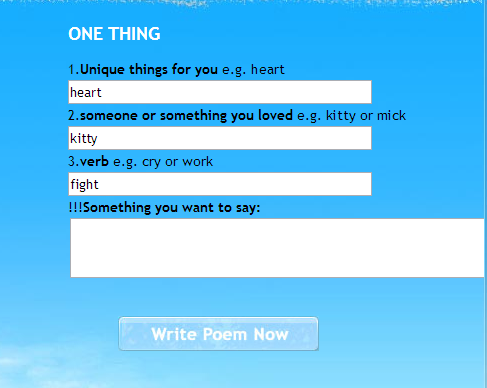 ONE THING
1.Unique things for you e.g. heart
heart
2.someone or something you loved e.g. kitty or mick
kitty
3.verb e.g. cry or work
fight
!!!Something you want to say:
Write Poem Now